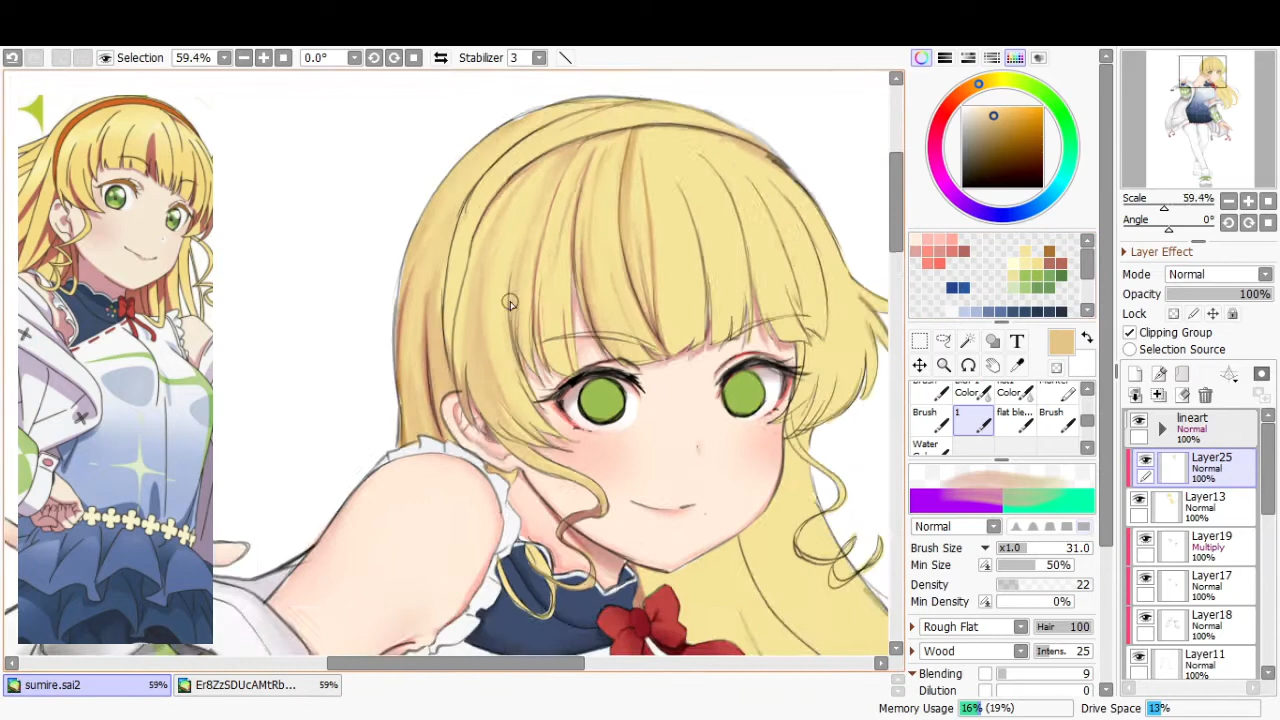 Selection 59.4% 0.0° Stabilizer 3
Scale 59.4%
Angle 0°
Layer Effect
Mode Normal
Opacity 100%
Lock
Clipping Group
Selection Source
T
Color
Color
Brush 1 flat ble... Brush
Water
lineart
Normal
100%
Layer25
Normal
100%
Layer13
Normal
100%
Layer19
Multiply
100%
Layer17
Normal
100%
Layer18
Normal
100%
Layer11
Normal
100%
Normal
Brush Size x1.0 31.0
Min Size 50%
Density 22
Min Density 0%
Rough Flat Hair 100
Wood Intens. 25
Blending 9
Dilution 0
sumire.sai2 59% Er8ZzSDUcAMtRb... 59%
Memory Usage 16% (19%) Drive Space 13%